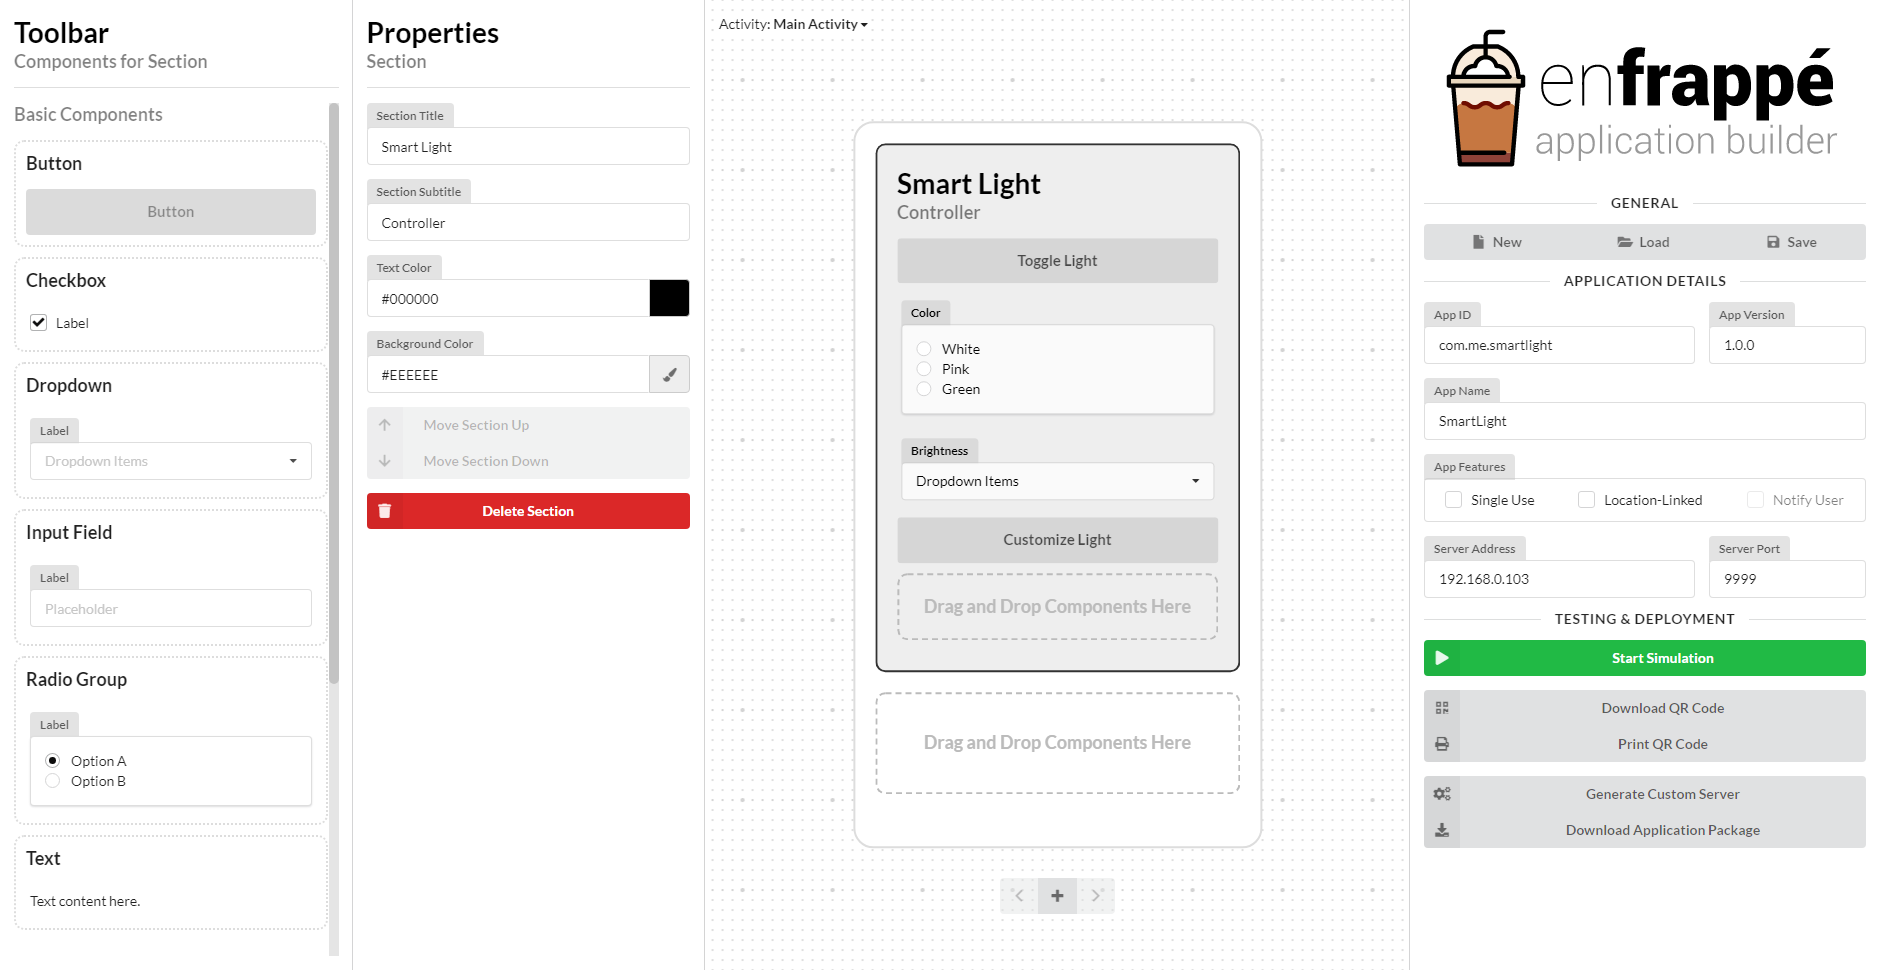 Toolbar
Components for Section
Basic Components
Button
Button
Checkbox
Label
Dropdown
Label
Dropdown Items
Input Field
Label
Placeholder
Radio Group
Label
Option A
Option B
Text
Text content here.
Properties
Section
Section Title
Smart Light
Section Subtitle
Controller
Text Color
#000000
Background Color
#EEEEEE
Move Section Up
Move Section Down
Delete Section
Activity: Main Activity
Smart Light
Controller
Toggle Light
Color
White
Pink
Green
Brightness
Dropdown Items
Customize Light
Drag and Drop Components Here
Drag and Drop Components Here
enfrappé
application builder
GENERAL
New Load Save
APPLICATION DETAILS
App ID App Version
com.me.smartlight 1.0.0
App Name
SmartLight
App Features
Single Use Location-Linked Notify User
Server Address Server Port
192.168.0.103 9999
TESTING & DEPLOYMENT
Start Simulation
Download QR Code
Print QR Code
Generate Custom Server
Download Application Package